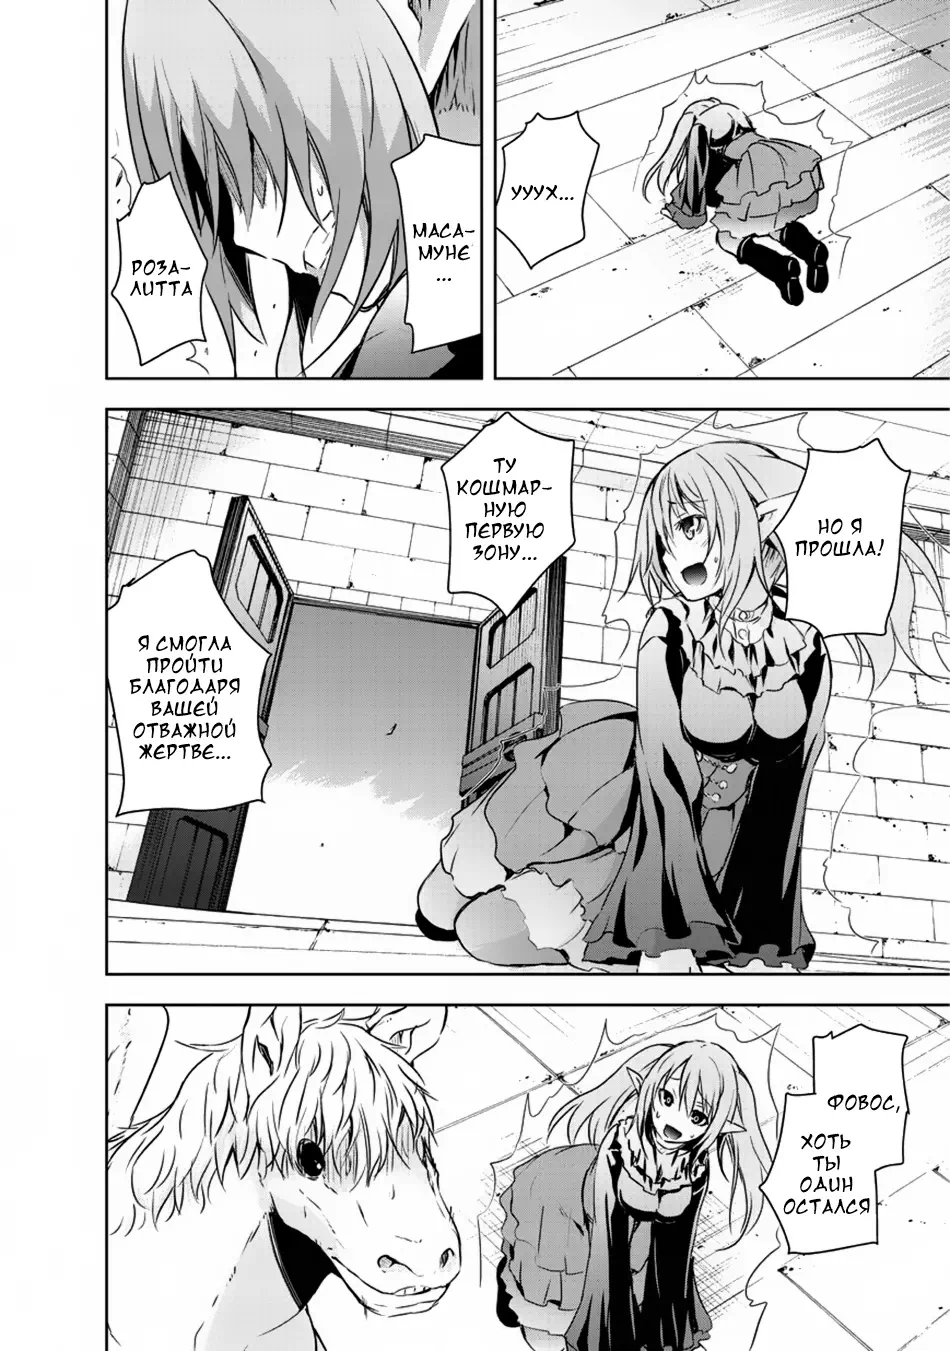 УУУХ...
МАСА-
МУНЕ
...
РОЗА-
ЛИТТА
НО Я
ПРОШЛА!
ТУ
КОШМАР-
НУЮ
ПЕРВУЮ
ЗОНУ...
Я СМОГЛА
ПРОЙТИ
БЛАГОДАРЯ
ВАШЕЙ
ОТВАЖНОЙ
ЖЕРТВЕ...
ФОВОС,
ХОТЬ
ТЫ
ОДИН
ОСТАЛСЯ